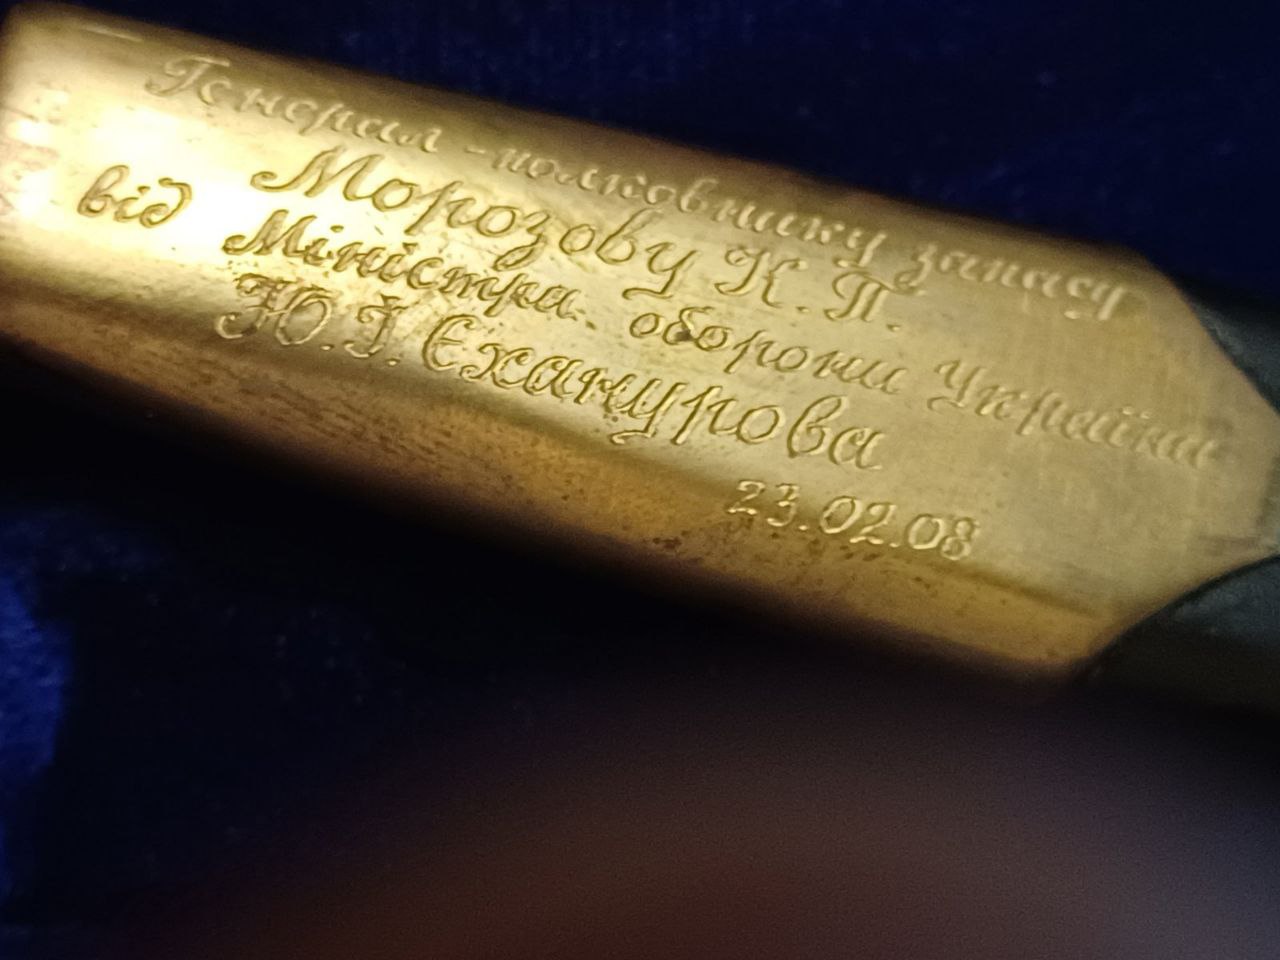 Генерал-полковнику запасу
Морозову К.П.
від Міністра оборони України
Ю.І. Єханурова
23.02.08